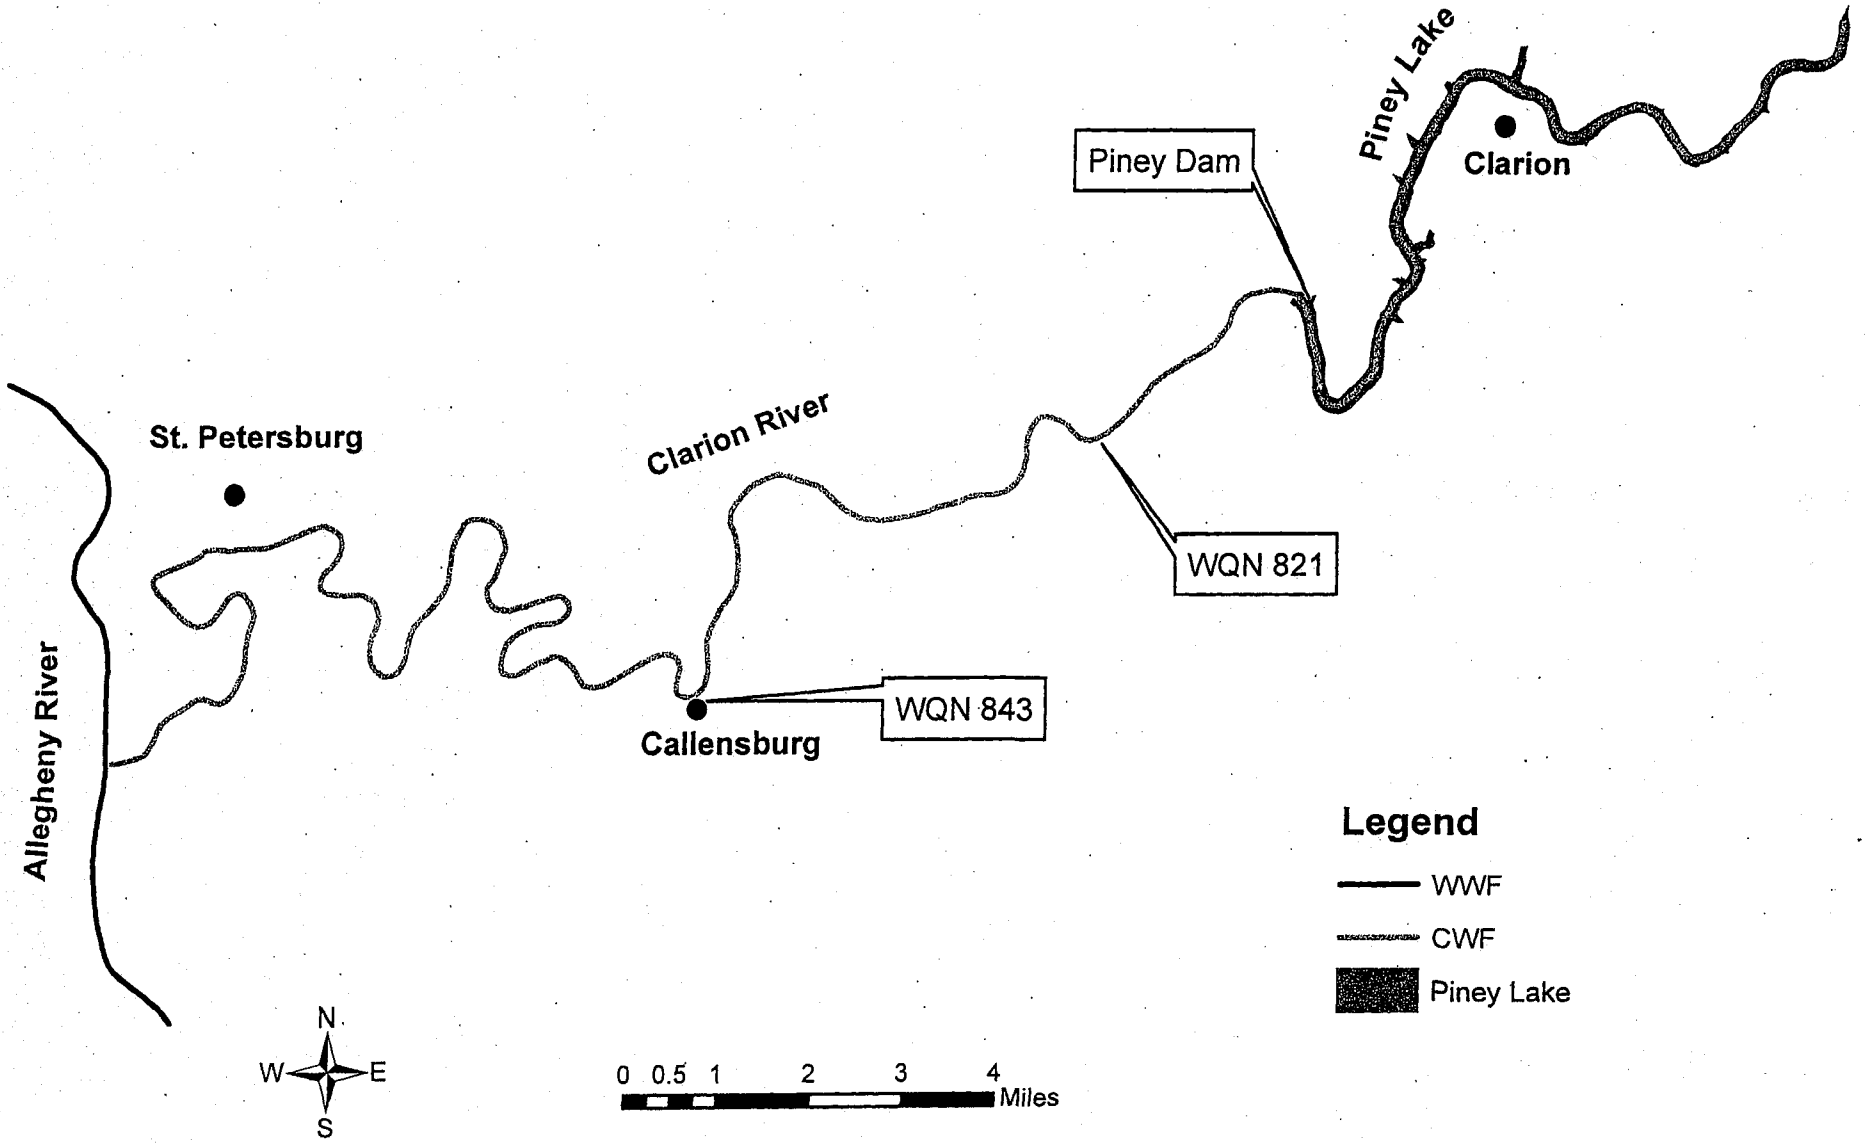 Piney Lake
Piney Dam
Clarion
St. Petersburg
Clarion River
WQN 821
WQN 843
Callensburg
Allegheny River
Legend
WWF
CWF
Piney Lake
N
W E
S
0 0.5 1 2 3 4
Miles